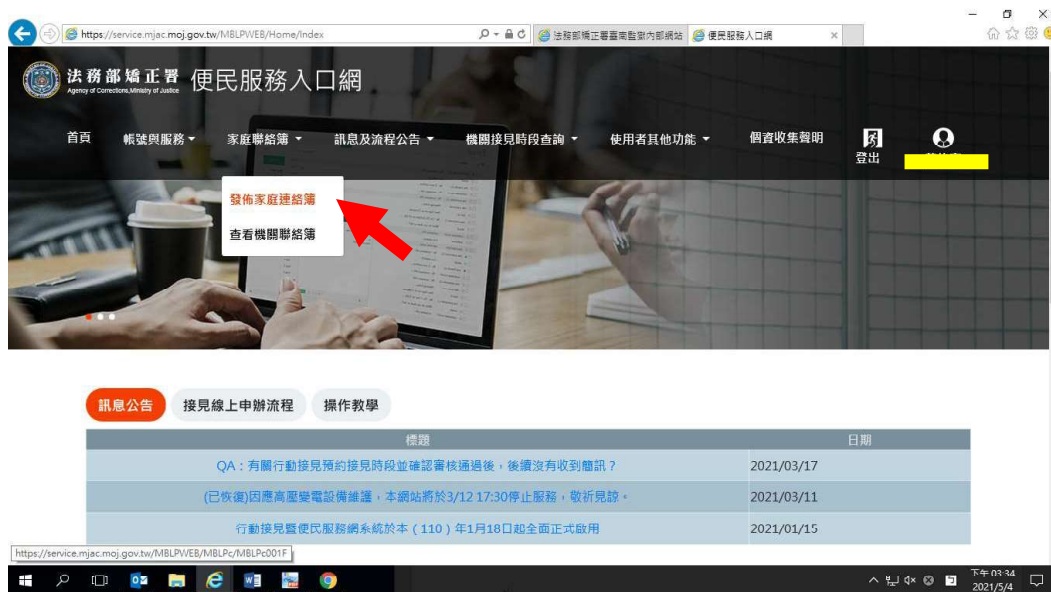 https://service.mjac.moj.gov.tw/MBLPWEB/Home/Index
法務部矯正署臺南監獄內部網站
便民服務入口網
法務部矯正署
Agency of Corrections,Ministry of Justice
便民服務入口網
首頁
帳號與服務
家庭聯絡簿
訊息及流程公告
機關接見時段查詢
使用者其他功能
個資收集聲明
登出
發佈家庭連絡簿
查看機關聯絡簿
訊息公告
接見線上申辦流程
操作教學
標題
日期
QA：有關行動接見預約接見時段並確認審核通過後，後續沒有收到簡訊？
2021/03/17
(已恢復)因應高壓變電設備維護，本網站將於3/12 17:30停止服務，敬祈見諒。
2021/03/11
行動接見暨便民服務網系統於本（110）年1月18日起全面正式啟用
2021/01/15
https://service.mjac.moj.gov.tw/MBLPWEB/MBLPc/MBLPc001F
下午 03:34
2021/5/4